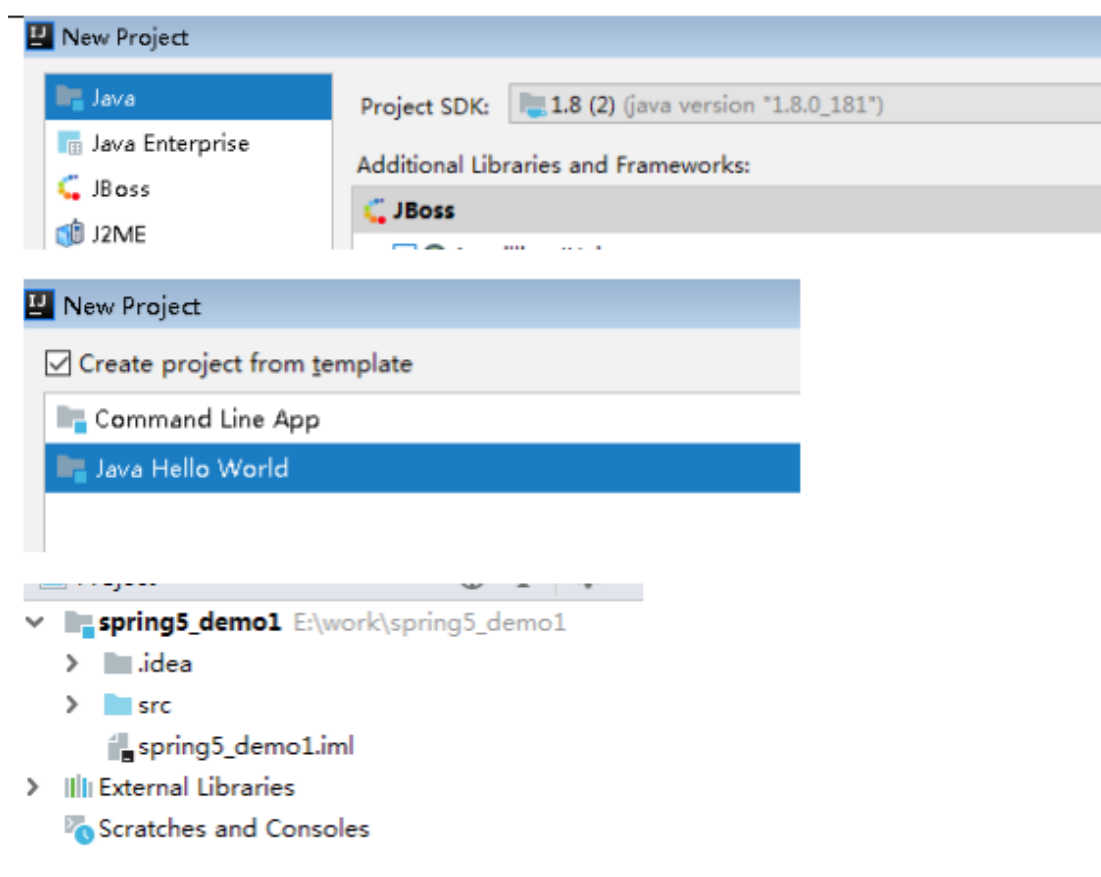 New Project
Java
Project SDK: 1.8 (2) (java version "1.8.0_181")
Java Enterprise
Additional Libraries and Frameworks:
JBoss
JBoss
J2ME
New Project
Create project from template
Command Line App
Java Hello World
spring5_demo1 E:\work\spring5_demo1
.idea
src
spring5_demo1.iml
External Libraries
Scratches and Consoles